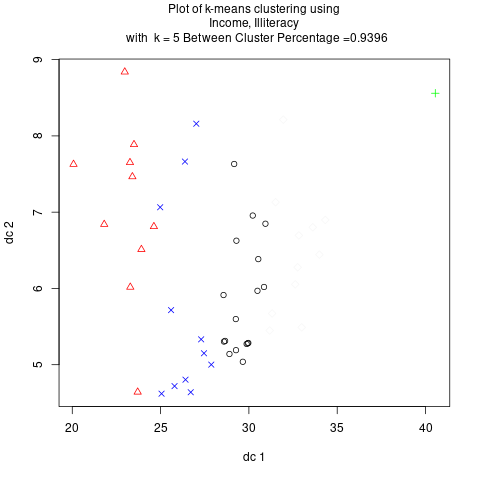 Plot of k-means clustering using
Income, Illiteracy
with  k = 5 Between Cluster Percentage =0.9396
dc 2
9
8
7
6
5
20 25 30 35 40
dc 1